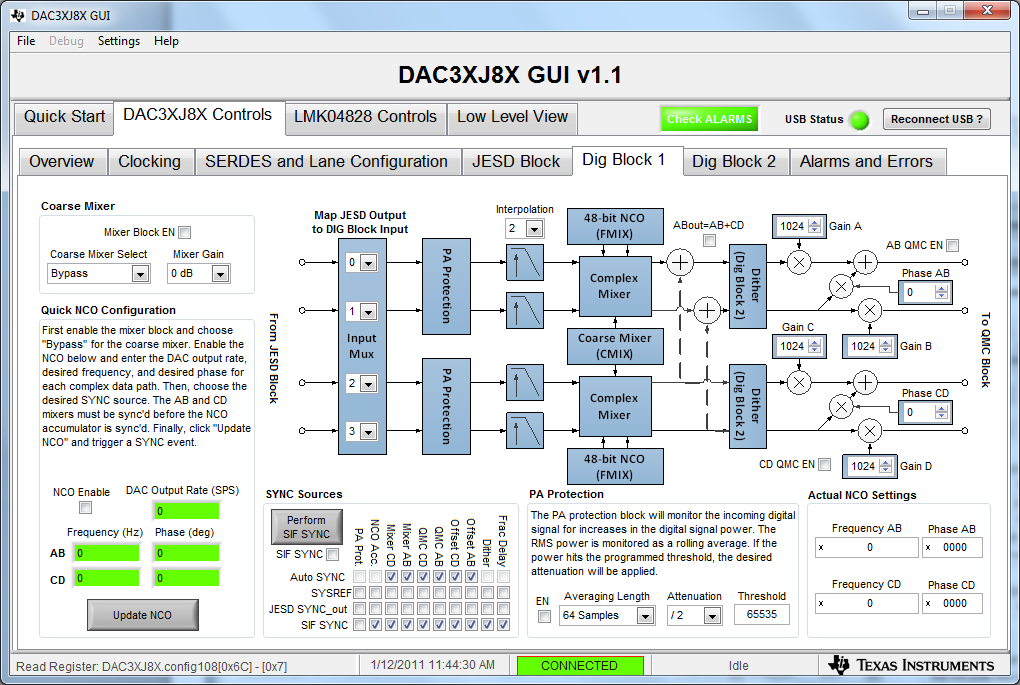 DAC3XJ8X GUI
File Debug Settings Help
DAC3XJ8X GUI v1.1
Quick Start DAC3XJ8X Controls LMK04828 Controls Low Level View
Check ALARMS USB Status Reconnect USB ?
Overview Clocking SERDES and Lane Configuration JESD Block Dig Block 1 Dig Block 2 Alarms and Errors
Coarse Mixer
Mixer Block EN
Coarse Mixer Select Mixer Gain
Bypass 0 dB
Quick NCO Configuration
First enable the mixer block and choose
"Bypass" for the coarse mixer. Enable the
NCO below and enter the DAC output rate,
desired frequency, and desired phase for
each complex data path. Then, choose the
desired SYNC source. The AB and CD
mixers must be sync'd before the NCO
accumulator is sync'd. Finally, click "Update
NCO" and trigger a SYNC event.
NCO Enable DAC Output Rate (SPS)
0
Frequency (Hz) Phase (deg)
AB 0 0
CD 0 0
Update NCO
From JESD Block
Map JESD Output
to DIG Block Input
0
1
Input
Mux
2
3
PA Protection
PA Protection
Interpolation
2
48-bit NCO
(FMIX)
Complex
Mixer
Coarse Mixer
(CMIX)
Complex
Mixer
48-bit NCO
(FMIX)
ABout=AB+CD
Dither
(Dig Block 2)
Dither
(Dig Block 2)
1024 Gain A
AB QMC EN
Phase AB
0
Gain C
1024
1024 Gain B
Phase CD
0
CD QMC EN
1024 Gain D
To QMC Block
SYNC Sources
Perform
SIF SYNC
SIF SYNC
PA Prot.
NCO Acc.
Mixer CD
Mixer AB
QMC CD
QMC AB
Offset CD
Offset AB
Dither
Frac Delay
Auto SYNC
SYSREF
JESD SYNC_out
SIF SYNC
PA Protection
The PA protection block will monitor the incoming digital
signal for increases in the digital signal power. The
RMS power is monitored as a rolling average. If the
power hits the programmed threshold, the desired
attenuation will be applied.
EN Averaging Length Attenuation Threshold
64 Samples / 2 65535
Actual NCO Settings
Frequency AB Phase AB
x 0 x 0000
Frequency CD Phase CD
x 0 x 0000
Read Register: DAC3XJ8X.config108[0x6C] - [0x7] 1/12/2011 11:44:30 AM CONNECTED Idle TEXAS INSTRUMENTS